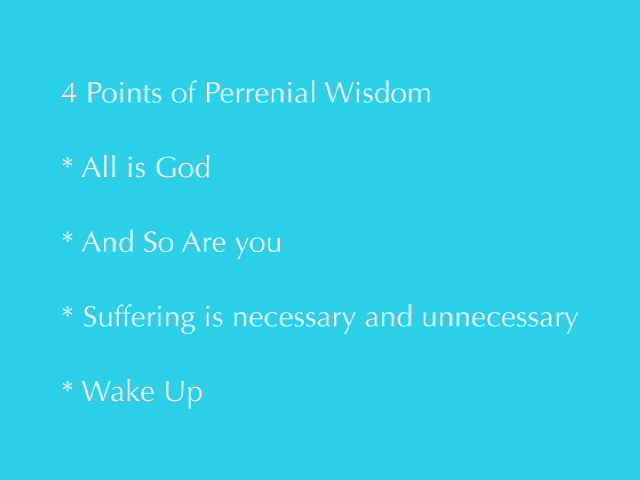 4 Points of Perrenial Wisdom
* All is God
* And So Are you
* Suffering is necessary and unnecessary
* Wake Up